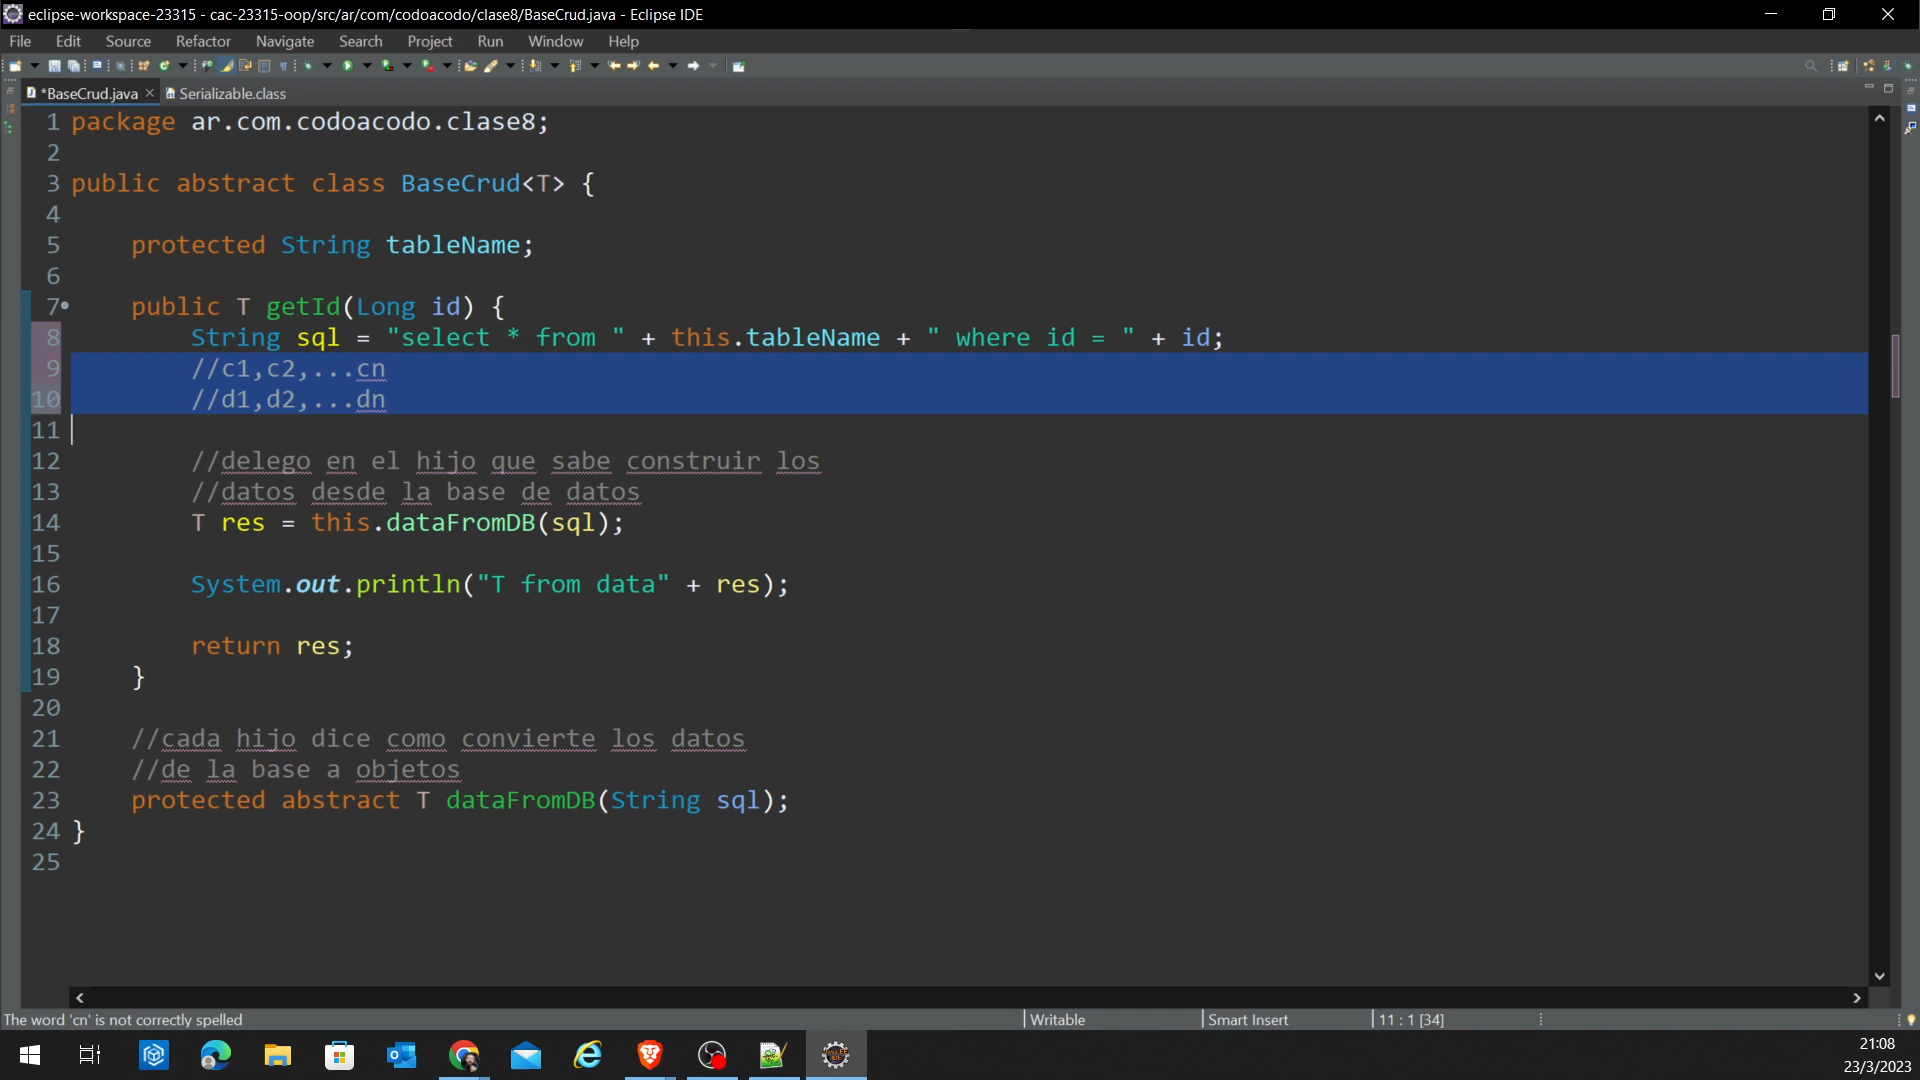 eclipse-workspace-23315 - cac-23315-oop/src/ar/com/codoacodo/clase8/BaseCrud.java - Eclipse IDE
File Edit Source Refactor Navigate Search Project Run Window Help
*BaseCrud.java Serializable.class
1 package ar.com.codoacodo.clase8;
2
3 public abstract class BaseCrud<T> {
4
5 protected String tableName;
6
7 public T getId(Long id) {
8 String sql = "select * from " + this.tableName + " where id = " + id;
9 //c1,c2,...cn
10 //d1,d2,...dn
11
12 //delego en el hijo que sabe construir los
13 //datos desde la base de datos
14 T res = this.dataFromDB(sql);
15
16 System.out.println("T from data" + res);
17
18 return res;
19 }
20
21 //cada hijo dice como convierte los datos
22 //de la base a objetos
23 protected abstract T dataFromDB(String sql);
24 }
25
The word 'cn' is not correctly spelled Writable Smart Insert 11 : 1 [34]
21:08
23/3/2023